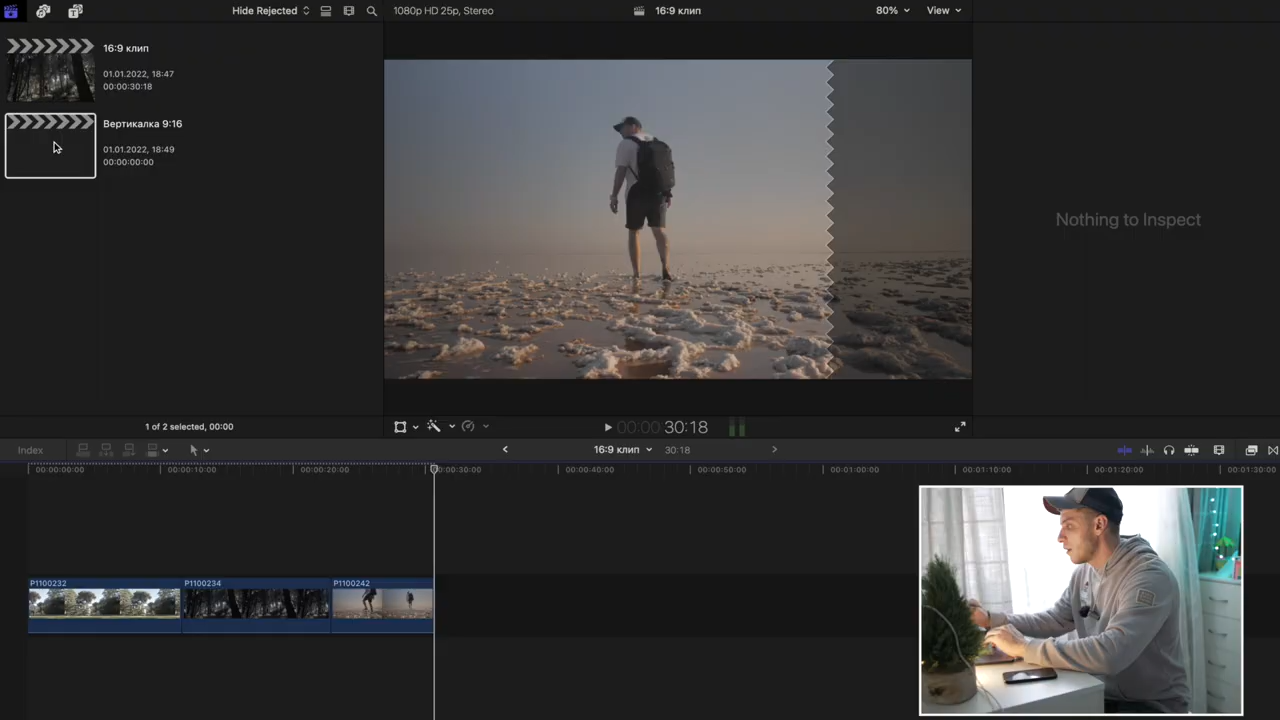 Hide Rejected
1080p HD 25p, Stereo
16:9 клип
80%
View
16:9 клип
01.01.2022, 18:47
00:00:30:18
Вертикалка 9:16
01.01.2022, 18:49
00:00:00:00
Nothing to Inspect
1 of 2 selected, 00:00
00:00 30:18
Index
16:9 клип
30:18
00:00:00:00
00:00:10:00
00:00:20:00
00:00:30:00
00:00:40:00
00:00:50:00
00:01:00:00
00:01:10:00
00:01:20:00
00:01:30:00
P1100232
P1100234
P1100242